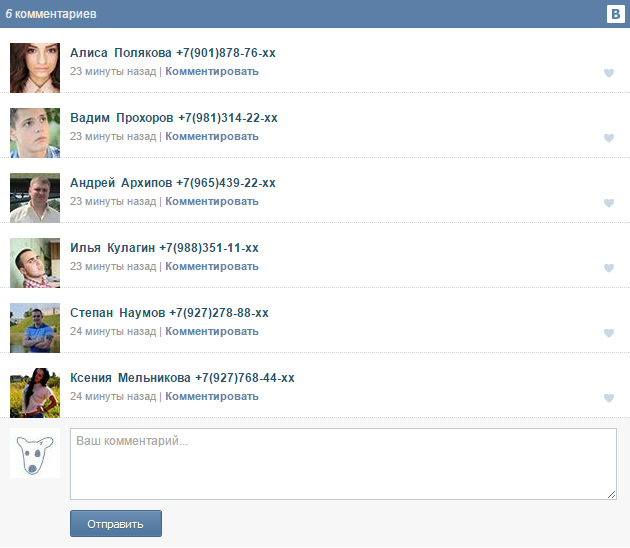 6 комментариев
B
Алиса Полякова +7(901)878-76-xx
23 минуты назад | Комментировать
Вадим Прохоров +7(981)314-22-xx
23 минуты назад | Комментировать
Андрей Архипов +7(965)439-22-xx
23 минуты назад | Комментировать
Илья Кулагин +7(988)351-11-xx
23 минуты назад | Комментировать
Степан Наумов +7(927)278-88-xx
24 минуты назад | Комментировать
Ксения Мельникова +7(927)768-44-xx
24 минуты назад | Комментировать
Ваш комментарий...
Отправить